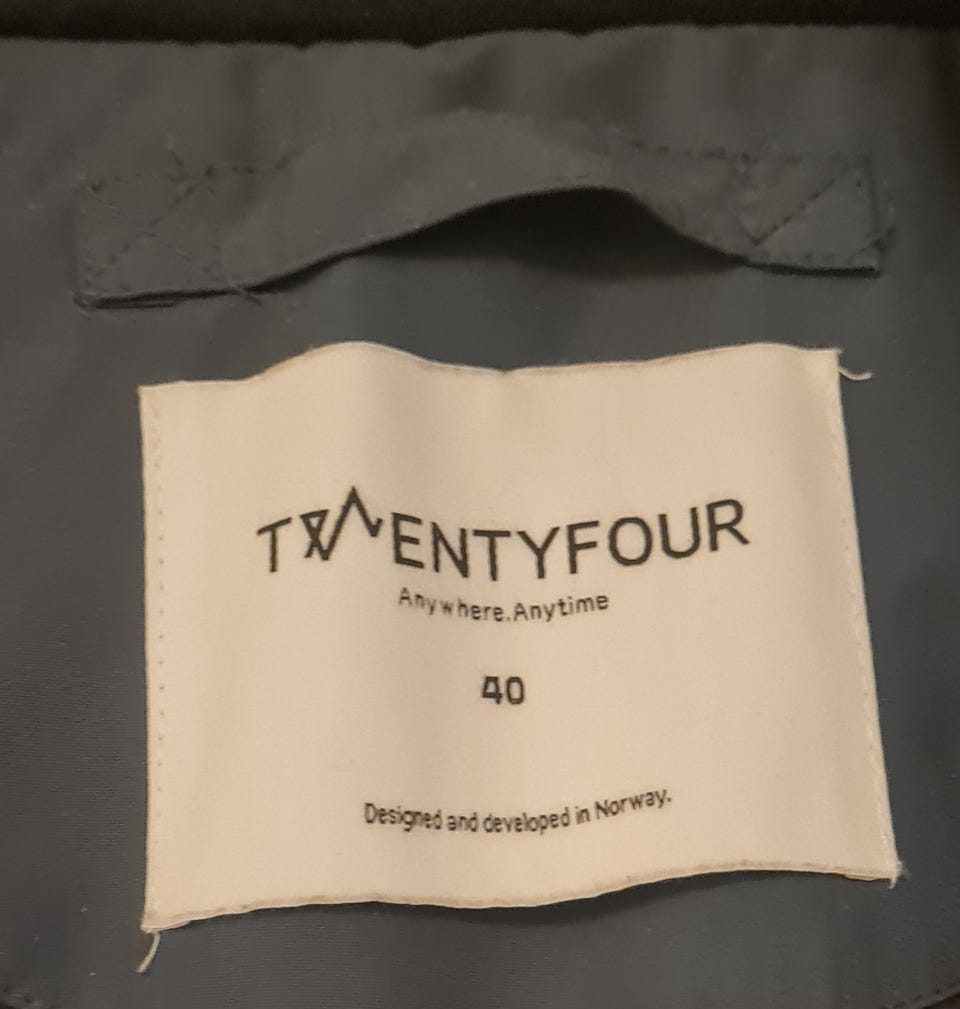 TWENTYFOUR
Anywhere.Anytime
40
Designed and developed in Norway.